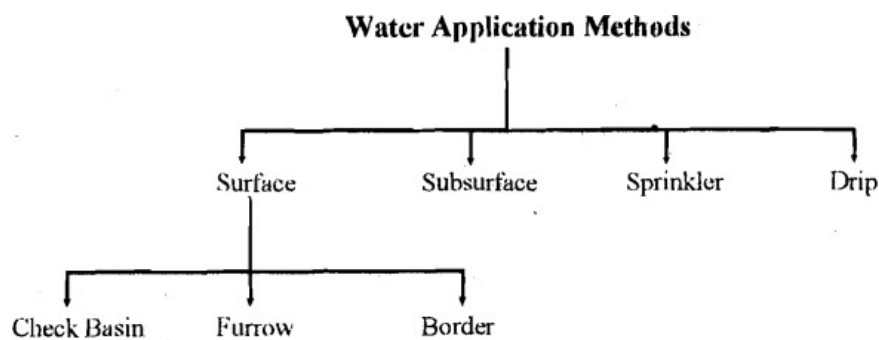 Water Application Methods
Surface Subsurface Sprinkler Drip
Check Basin Furrow Border